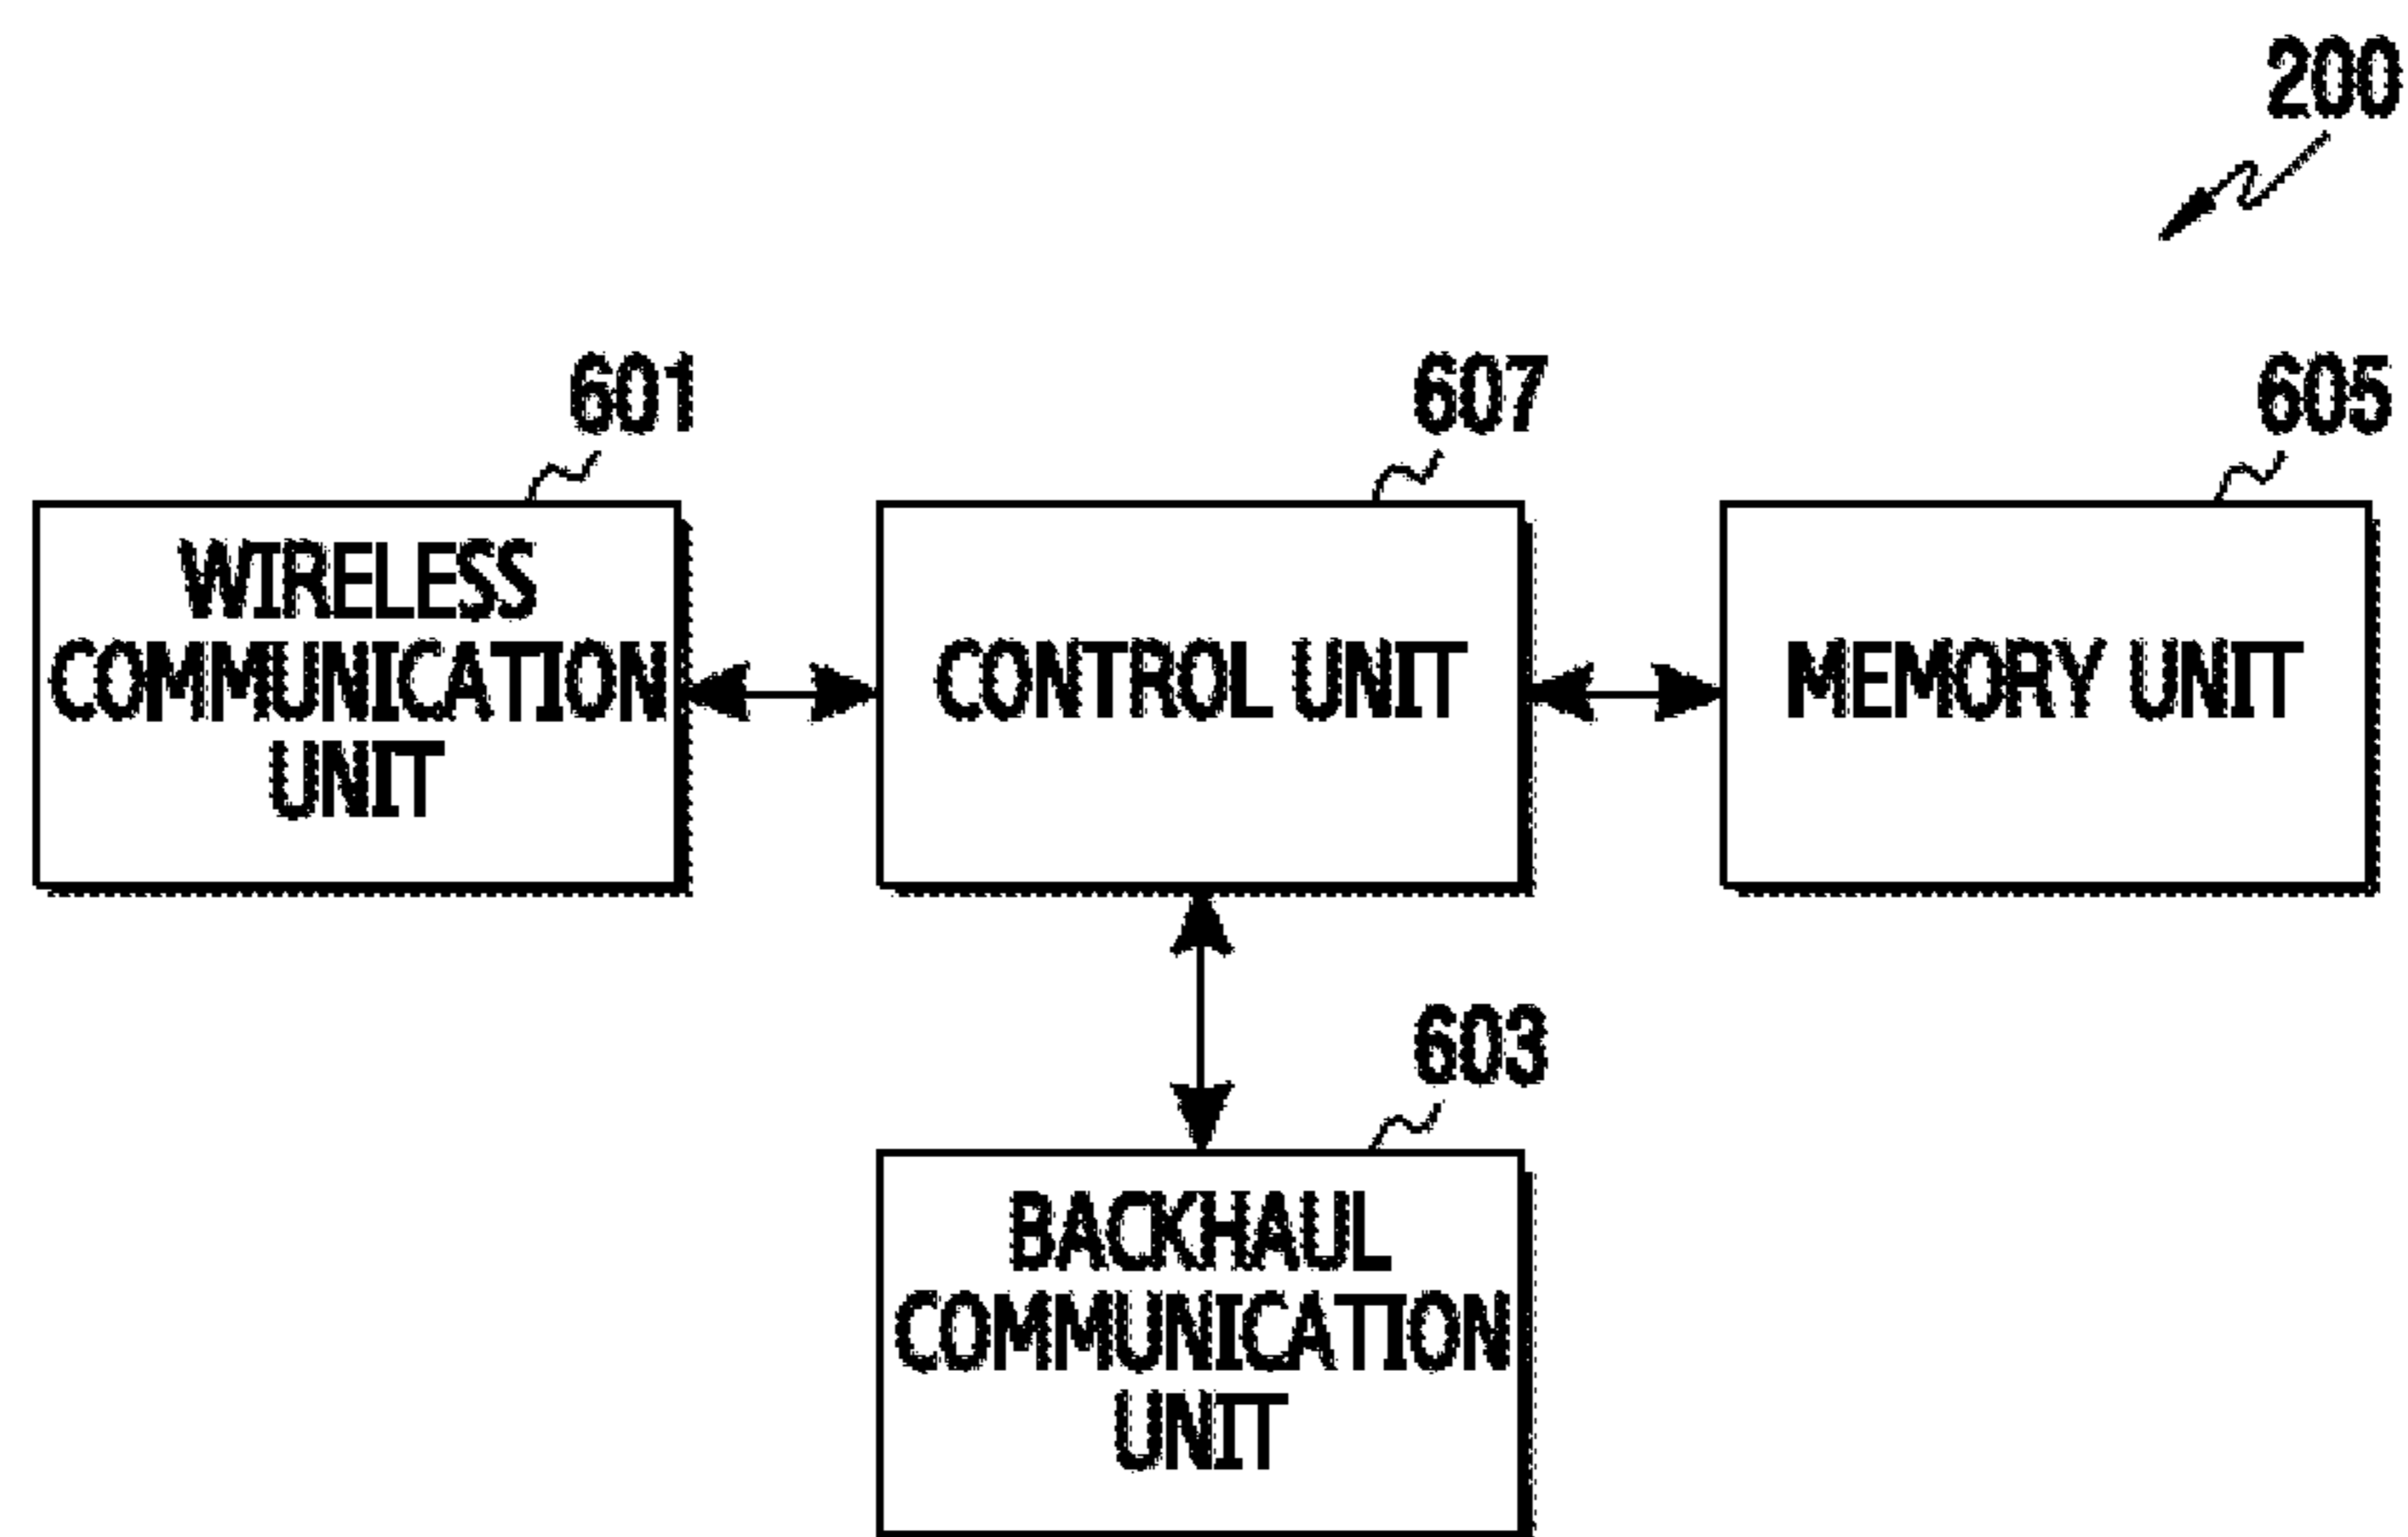 200
601
607
605
WIRELESS
COMMUNICATION
UNIT
CONTROL UNIT
MEMORY UNIT
603
BACKHAUL
COMMUNICATION
UNIT